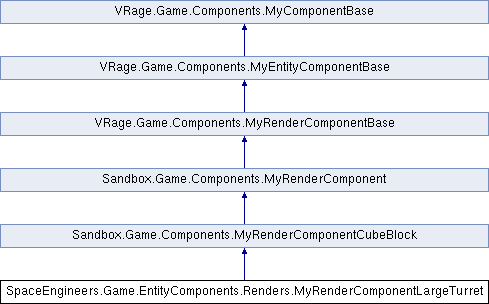 VRage.Game.Components.MyComponentBase
VRage.Game.Components.MyEntityComponentBase
VRage.Game.Components.MyRenderComponentBase
Sandbox.Game.Components.MyRenderComponent
Sandbox.Game.Components.MyRenderComponentCubeBlock
SpaceEngineers.Game.EntityComponents.Renders.MyRenderComponentLargeTurret